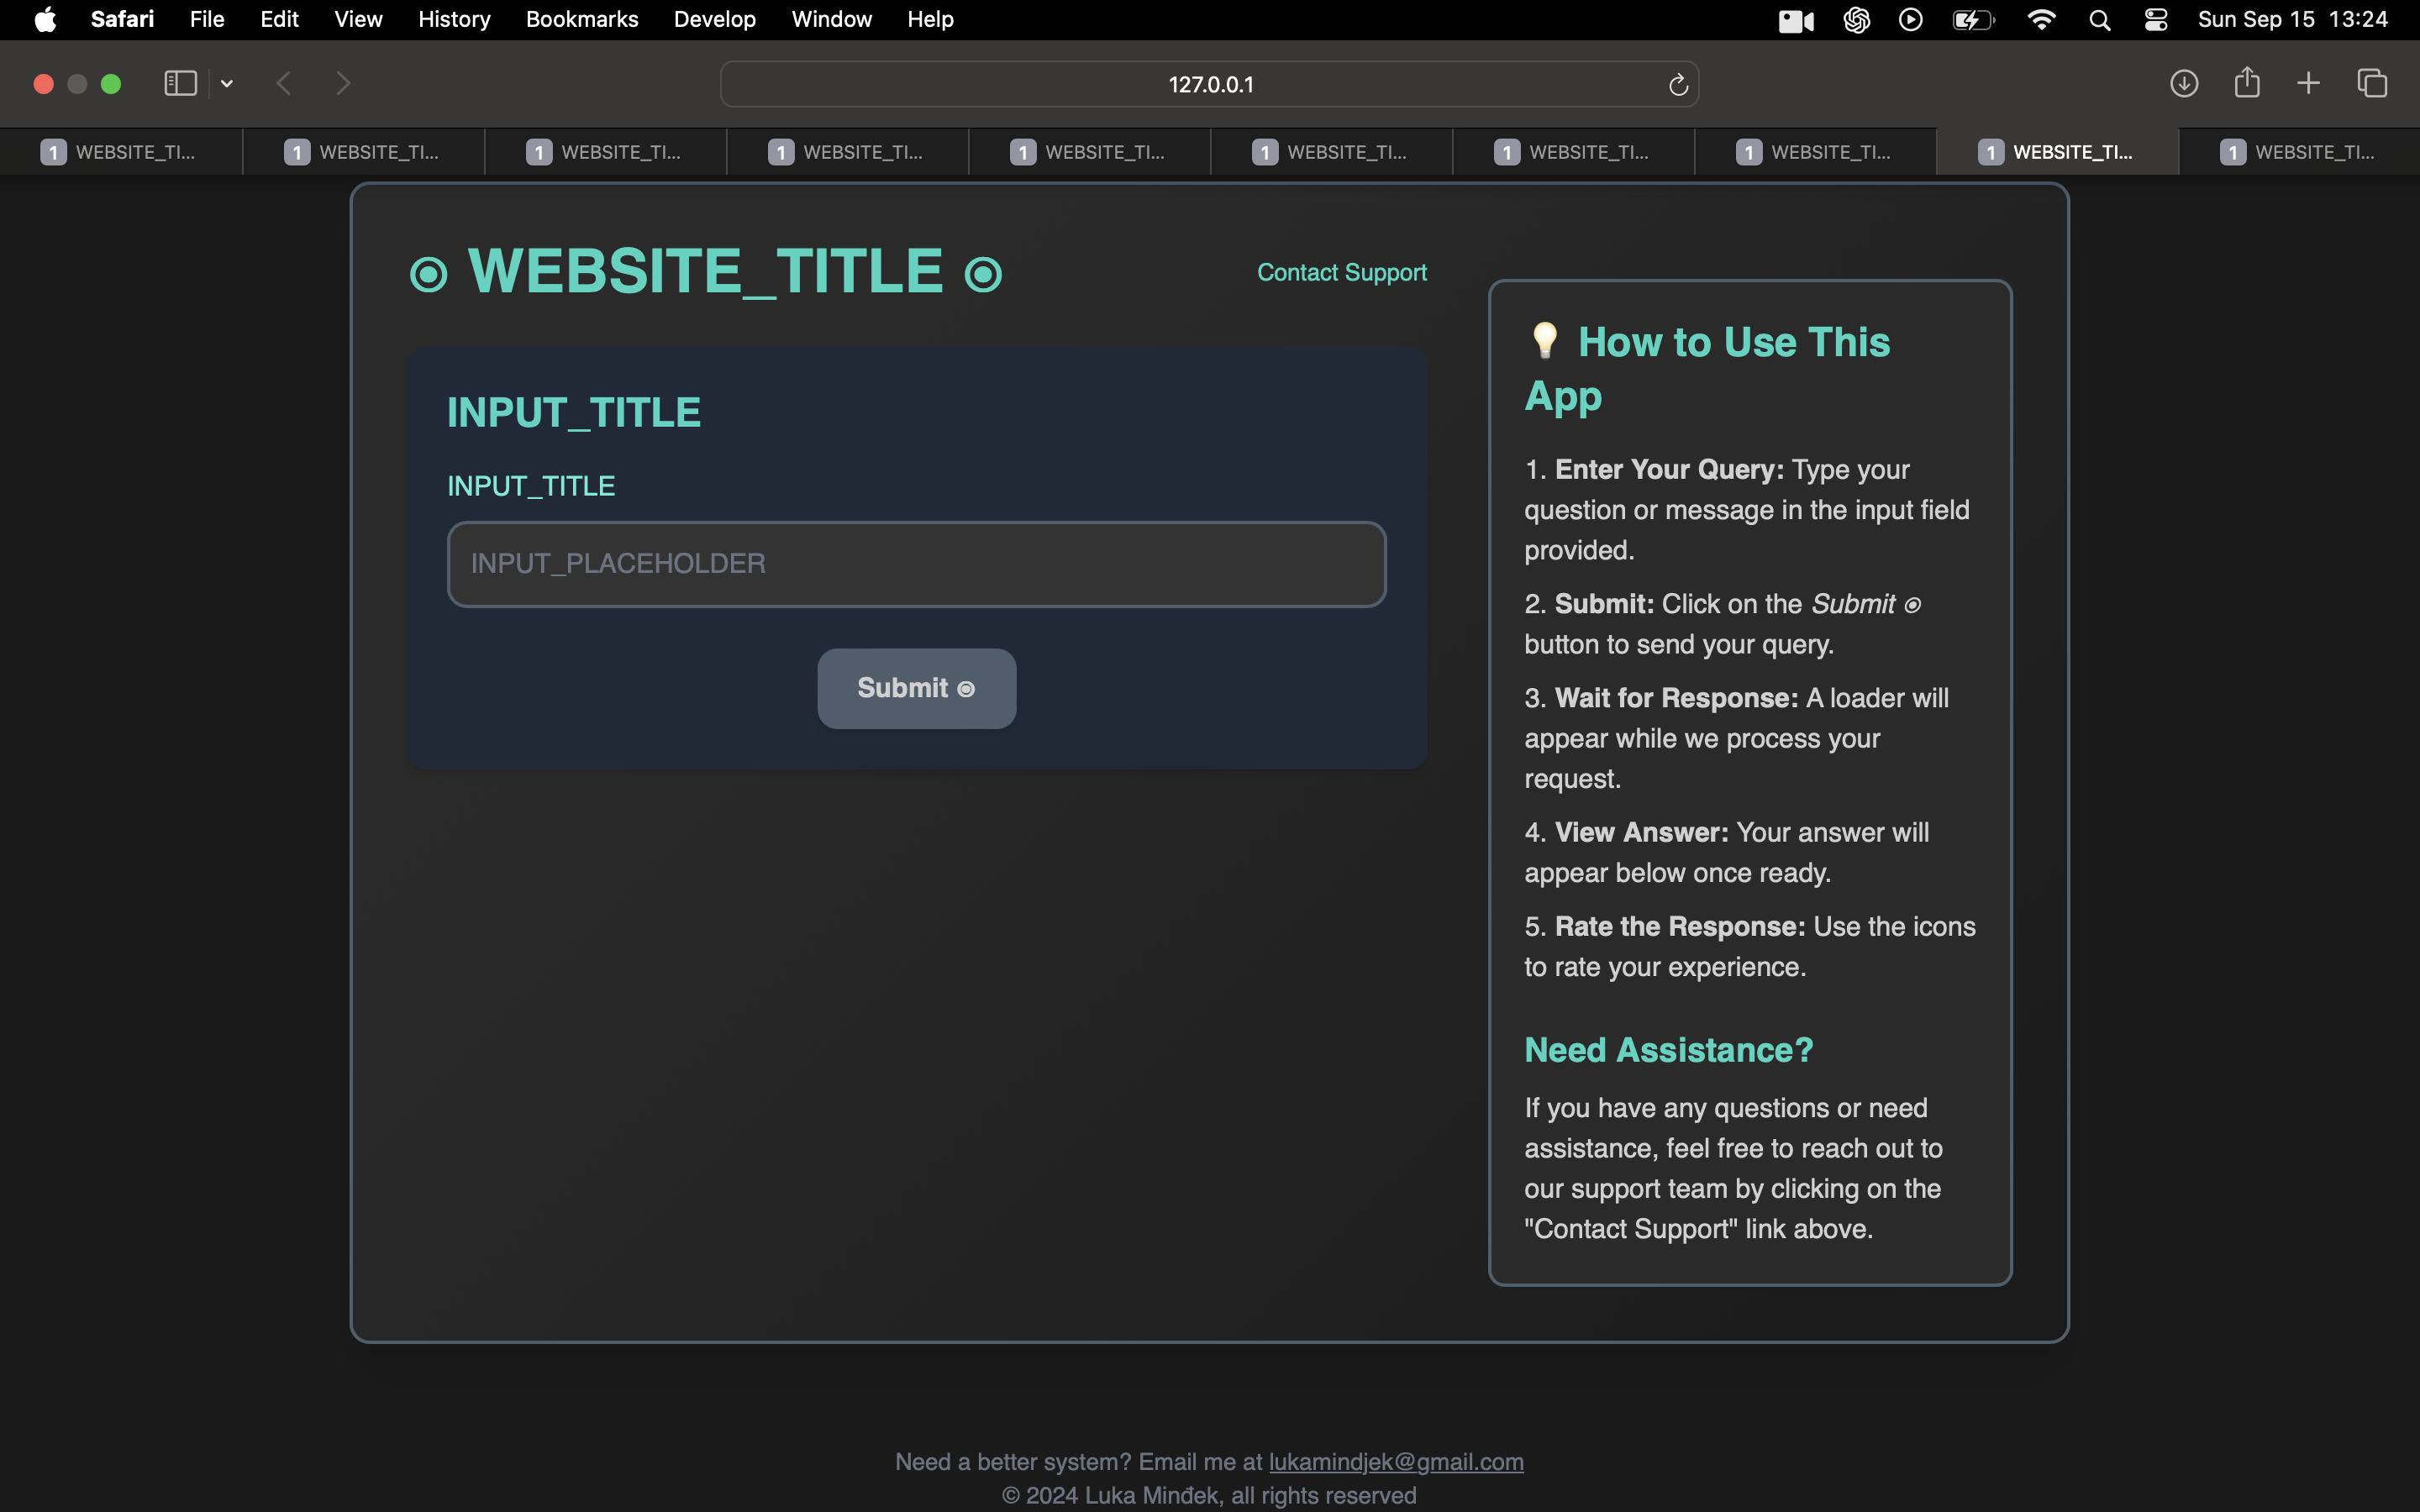 Safari File Edit View History Bookmarks Develop Window Help Sun Sep 15 13:24
127.0.0.1
1 WEBSITE_TI... 1 WEBSITE_TI... 1 WEBSITE_TI... 1 WEBSITE_TI... 1 WEBSITE_TI... 1 WEBSITE_TI... 1 WEBSITE_TI... 1 WEBSITE_TI... 1 WEBSITE_TI... 1 WEBSITE_TI...
WEBSITE_TITLE
Contact Support
INPUT_TITLE
INPUT_TITLE
INPUT_PLACEHOLDER
Submit
💡 How to Use This
App
1. Enter Your Query: Type your
question or message in the input field
provided.
2. Submit: Click on the Submit
button to send your query.
3. Wait for Response: A loader will
appear while we process your
request.
4. View Answer: Your answer will
appear below once ready.
5. Rate the Response: Use the icons
to rate your experience.
Need Assistance?
If you have any questions or need
assistance, feel free to reach out to
our support team by clicking on the
"Contact Support" link above.
Need a better system? Email me at lukamindjek@gmail.com
© 2024 Luka Minđek, all rights reserved